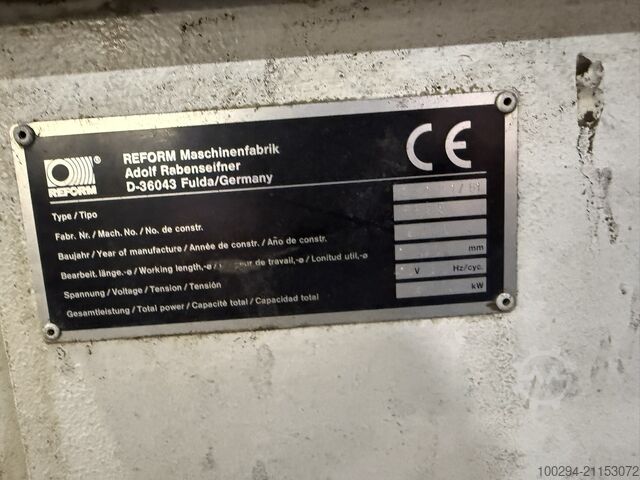 REFORM®
REFORM Maschinenfabrik
Adolf Rabenseifner
D-36043 Fulda/Germany
CE
Type/Tipo
Fabr. Nr./Mach. No./No. de constr.
Baujahr/Year of manufacture/Année de constr./Año de constr.
Bearbeit. länge.-ø/Working length,-ø/ de travail,-ø/Lonitud util,-ø mm
Spannung/Voltage/Tension/Tensión V Hz/cyc.
Gesamtleistung/Total power/Capacité total/Capacidad total kW
100294-21153072